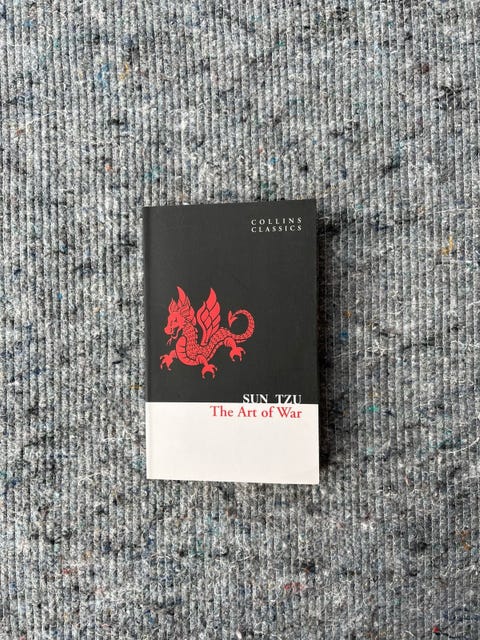 COLLINS
CLASSICS
SUN TZU
The Art of War